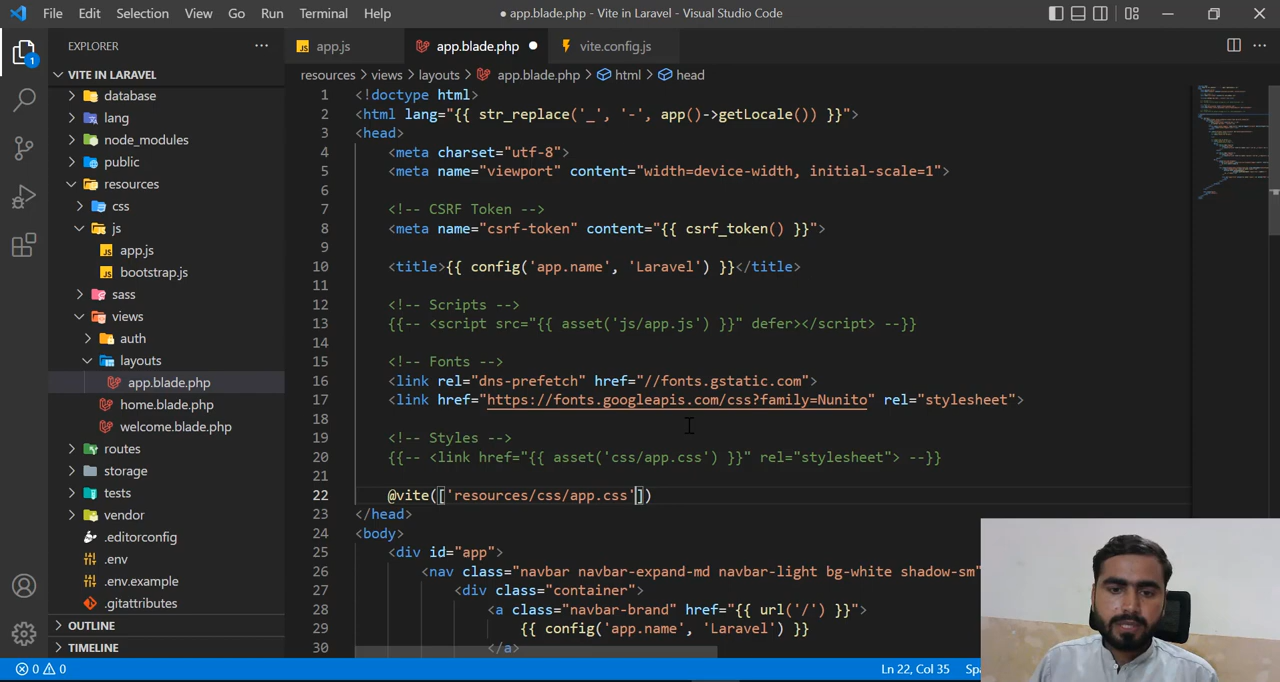 File Edit Selection View Go Run Terminal Help
● app.blade.php - Vite in Laravel - Visual Studio Code
EXPLORER
app.js app.blade.php vite.config.js
1
VITE IN LARAVEL
resources > views > layouts > app.blade.php > html > head
database
lang
node_modules
public
resources
css
js
app.js
bootstrap.js
sass
views
auth
layouts
app.blade.php
home.blade.php
welcome.blade.php
routes
storage
tests
vendor
.editorconfig
.env
.env.example
.gitattributes
OUTLINE
TIMELINE
1 <!doctype html>
2 <html lang="{{ str_replace('_', '-', app()->getLocale()) }}">
3 <head>
4 <meta charset="utf-8">
5 <meta name="viewport" content="width=device-width, initial-scale=1">
6
7 <!-- CSRF Token -->
8 <meta name="csrf-token" content="{{ csrf_token() }}">
9
10 <title>{{ config('app.name', 'Laravel') }}</title>
11
12 <!-- Scripts -->
13 {{-- <script src="{{ asset('js/app.js') }}" defer></script> --}}
14
15 <!-- Fonts -->
16 <link rel="dns-prefetch" href="//fonts.gstatic.com">
17 <link href="https://fonts.googleapis.com/css?family=Nunito" rel="stylesheet">
18
19 <!-- Styles -->
20 {{-- <link href="{{ asset('css/app.css') }}" rel="stylesheet"> --}}
21
22 @vite(['resources/css/app.css'])
23 </head>
24 <body>
25 <div id="app">
26 <nav class="navbar navbar-expand-md navbar-light bg-white shadow-sm"
27 <div class="container">
28 <a class="navbar-brand" href="{{ url('/') }}">
29 {{ config('app.name', 'Laravel') }}
30 </a>
0 0
Ln 22, Col 35